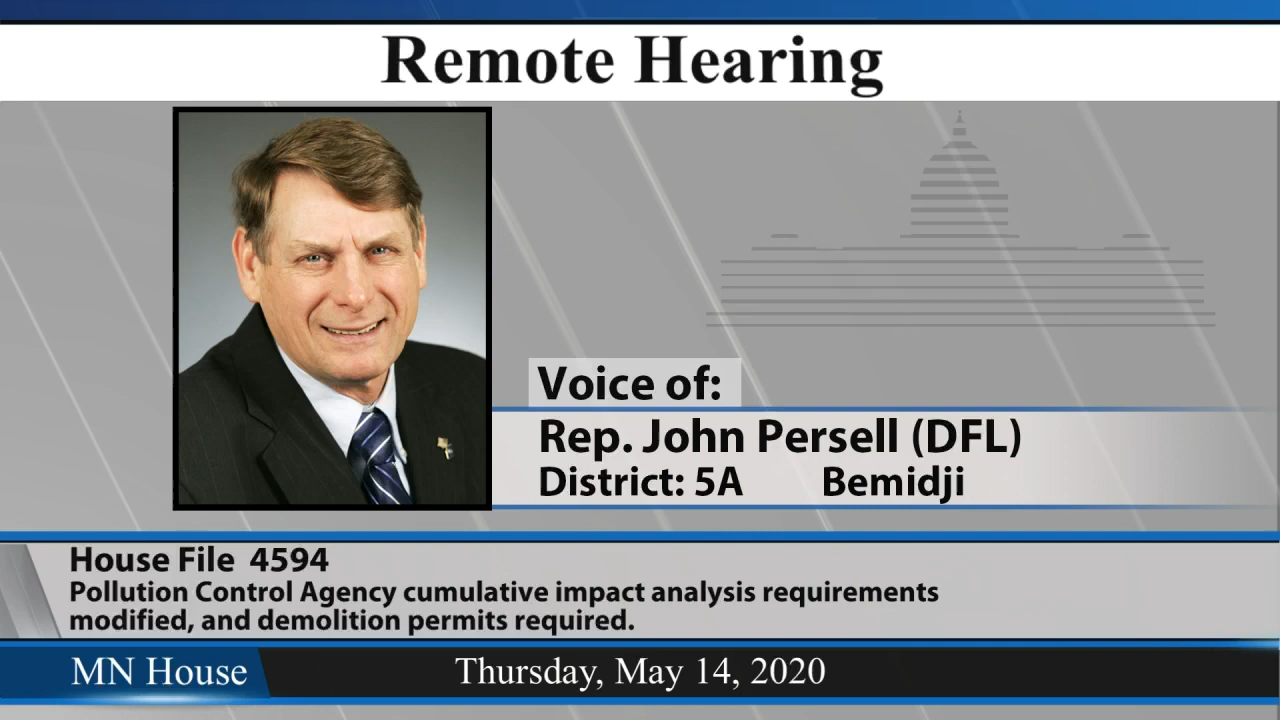 Remote Hearing
Voice of:
Rep. John Persell (DFL)
District: 5A Bemidji
House File 4594
Pollution Control Agency cumulative impact analysis requirements
modified, and demolition permits required.
MN House Thursday, May 14, 2020